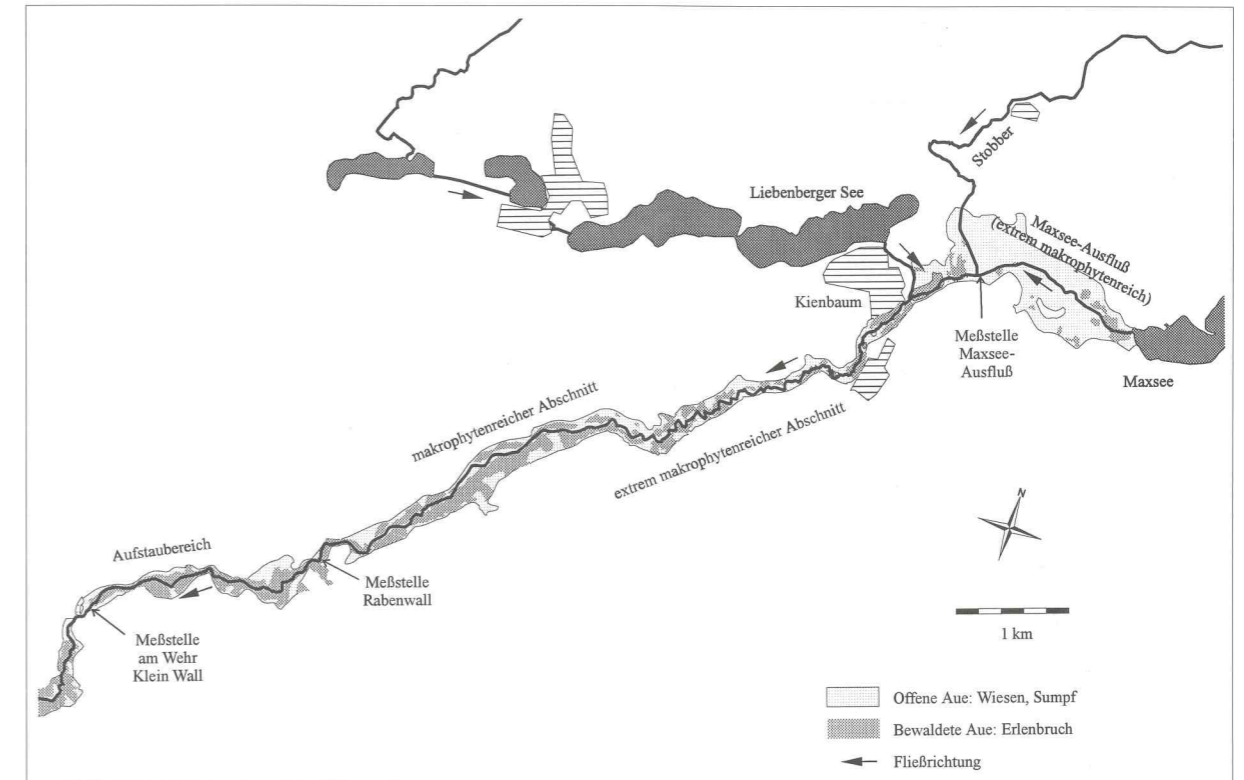 Stobber
Liebenberger See
Maxsee-Ausfluß
(extrem makrophytenreich)
Kienbaum
Meßstelle
Maxsee-
Ausfluß
Maxsee
makrophytenreicher Abschnitt
extrem makrophytenreicher Abschnitt
N
Aufstaubereich
Meßstelle
Rabenwall
1 km
Meßstelle
am Wehr
Klein Wall
Offene Aue: Wiesen, Sumpf
Bewaldete Aue: Erlenbruch
Fließrichtung